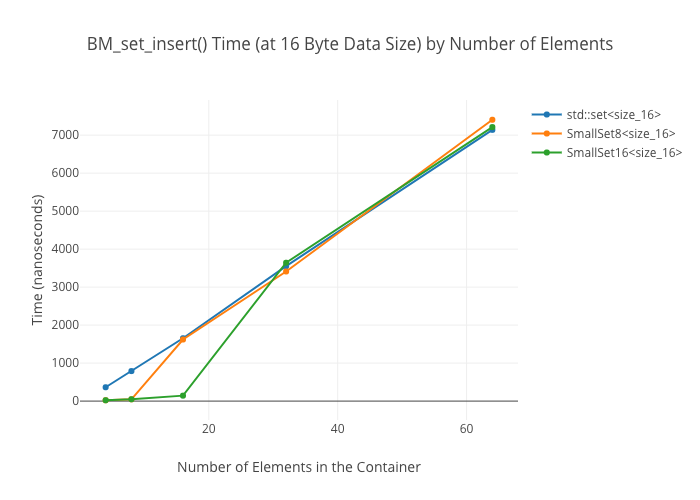 BM_set_insert() Time (at 16 Byte Data Size) by Number of Elements
std::set<size_16>
SmallSet8<size_16>
SmallSet16<size_16>
Time (nanoseconds)
7000
6000
5000
4000
3000
2000
1000
0
20
40
60
Number of Elements in the Container